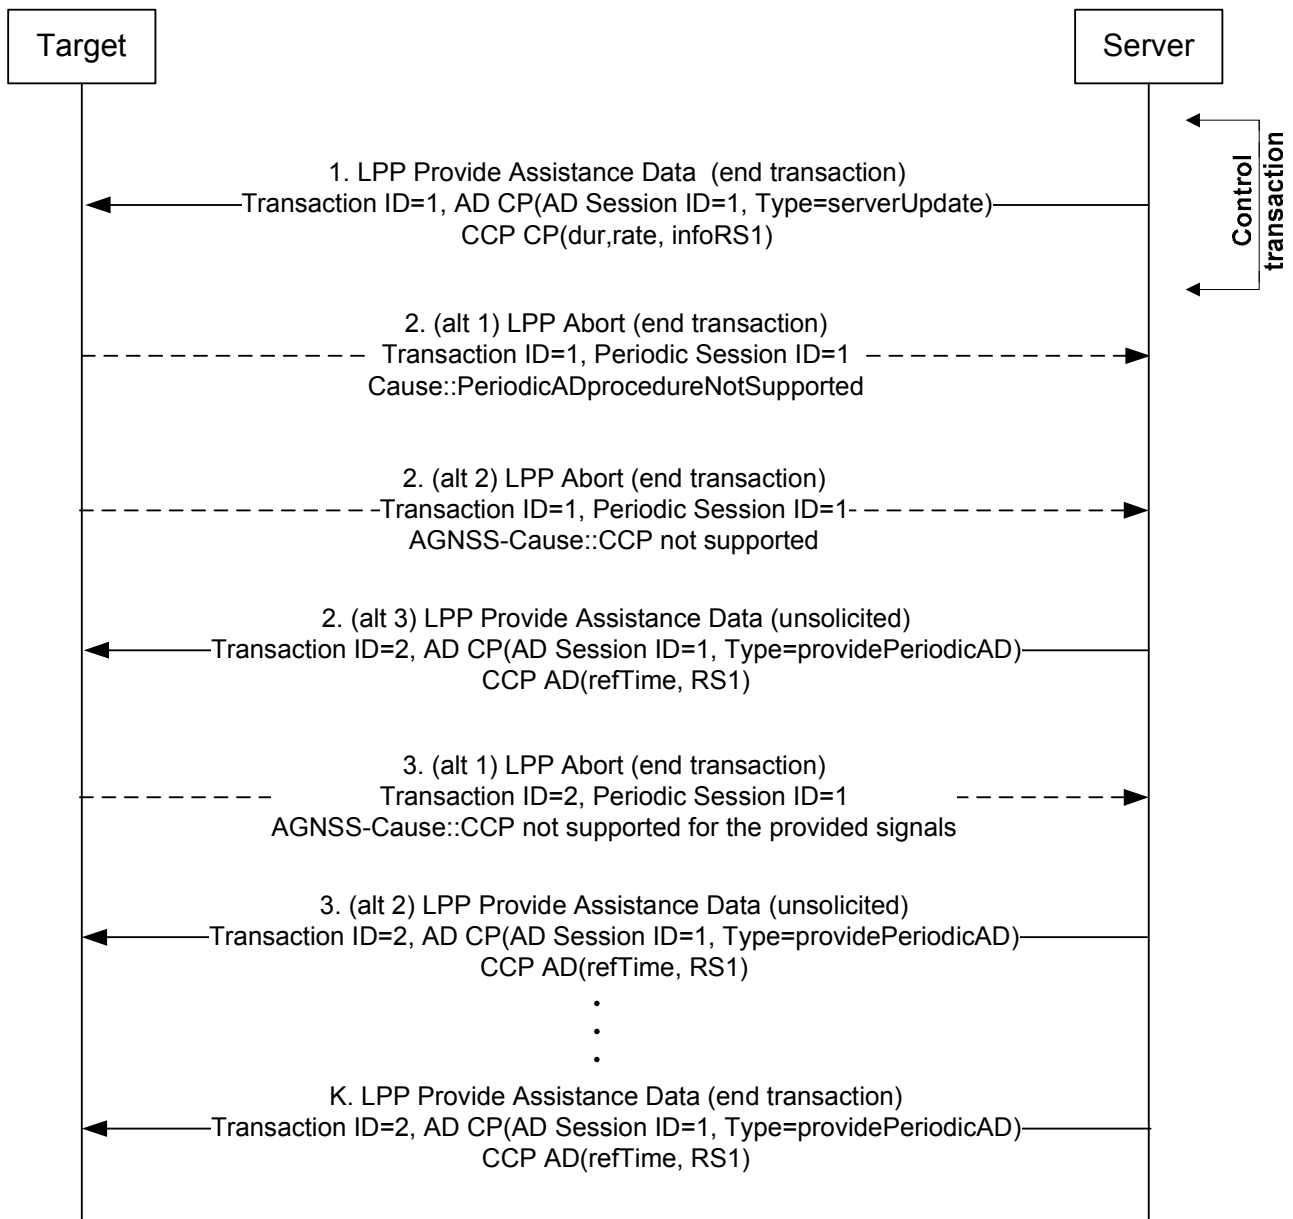 Target
Server
Control
transaction
1. LPP Provide Assistance Data  (end transaction)
Transaction ID=1, AD CP(AD Session ID=1, Type=serverUpdate)
CCP CP(dur,rate, infoRS1)
2. (alt 1) LPP Abort (end transaction)
Transaction ID=1, Periodic Session ID=1
Cause::PeriodicADprocedureNotSupported
2. (alt 2) LPP Abort (end transaction)
Transaction ID=1, Periodic Session ID=1
AGNSS-Cause::CCP not supported
2. (alt 3) LPP Provide Assistance Data (unsolicited)
Transaction ID=2, AD CP(AD Session ID=1, Type=providePeriodicAD)
CCP AD(refTime, RS1)
3. (alt 1) LPP Abort (end transaction)
Transaction ID=2, Periodic Session ID=1
AGNSS-Cause::CCP not supported for the provided signals
3. (alt 2) LPP Provide Assistance Data (unsolicited)
Transaction ID=2, AD CP(AD Session ID=1, Type=providePeriodicAD)
CCP AD(refTime, RS1)
K. LPP Provide Assistance Data (end transaction)
Transaction ID=2, AD CP(AD Session ID=1, Type=providePeriodicAD)
CCP AD(refTime, RS1)